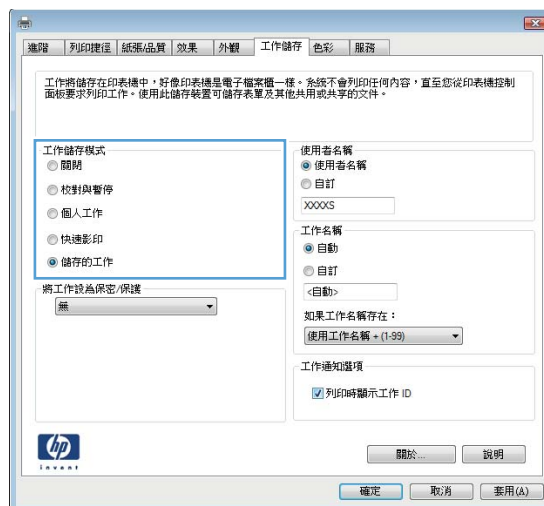 進階 列印捷徑 紙張/品質 效果 外觀 工作儲存 色彩 服務
工作將儲存在印表機中，好像印表機是電子檔案櫃一樣。系統不會列印任何內容，直至您從印表機控制
面板要求列印工作。使用此儲存裝置可儲存表單及其他共用或共享的文件。
工作儲存模式
關閉
校對與暫停
個人工作
快速影印
儲存的工作
將工作設為保密/保護
無
使用者名稱
使用者名稱
自訂
XXXXS
工作名稱
自動
自訂
<自動>
如果工作名稱存在：
使用工作名稱 + (1-99)
工作通知選項
列印時顯示工作 ID
hp
invent
關於...
說明
確定 取消 套用(A)